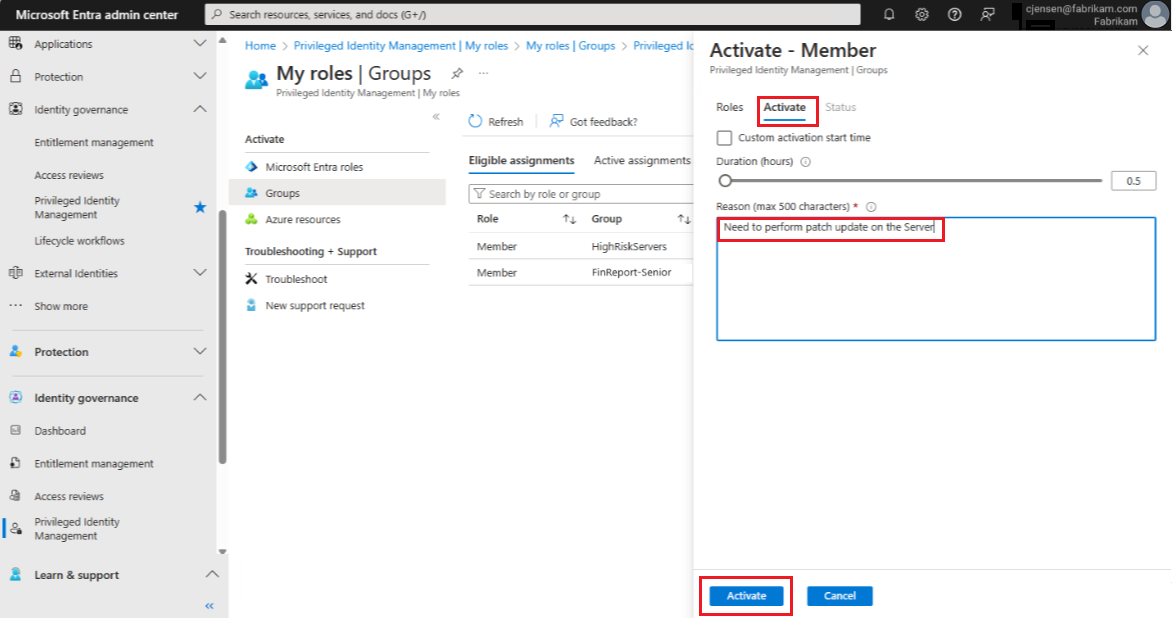 Microsoft Entra admin center
Search resources, services, and docs (G+/)
cjensen@fabrikam.com
Fabrikam
Applications
Protection
Identity governance
Entitlement management
Access reviews
Privileged Identity
Management
Lifecycle workflows
External Identities
Show more
Protection
Identity governance
Dashboard
Entitlement management
Access reviews
Privileged Identity
Management
Learn & support
Home > Privileged Identity Management | My roles > My roles | Groups > Privileged Id
My roles | Groups
Privileged Identity Management | My roles
Activate
Microsoft Entra roles
Groups
Azure resources
Troubleshooting + Support
Troubleshoot
New support request
Refresh
Got feedback?
Eligible assignments Active assignments
Search by role or group
Role Group
Member HighRiskServers
Member FinReport-Senior
Activate - Member
Privileged Identity Management | Groups
Roles Activate Status
Custom activation start time
Duration (hours)
0.5
Reason (max 500 characters) *
Need to perform patch update on the Server
Activate Cancel